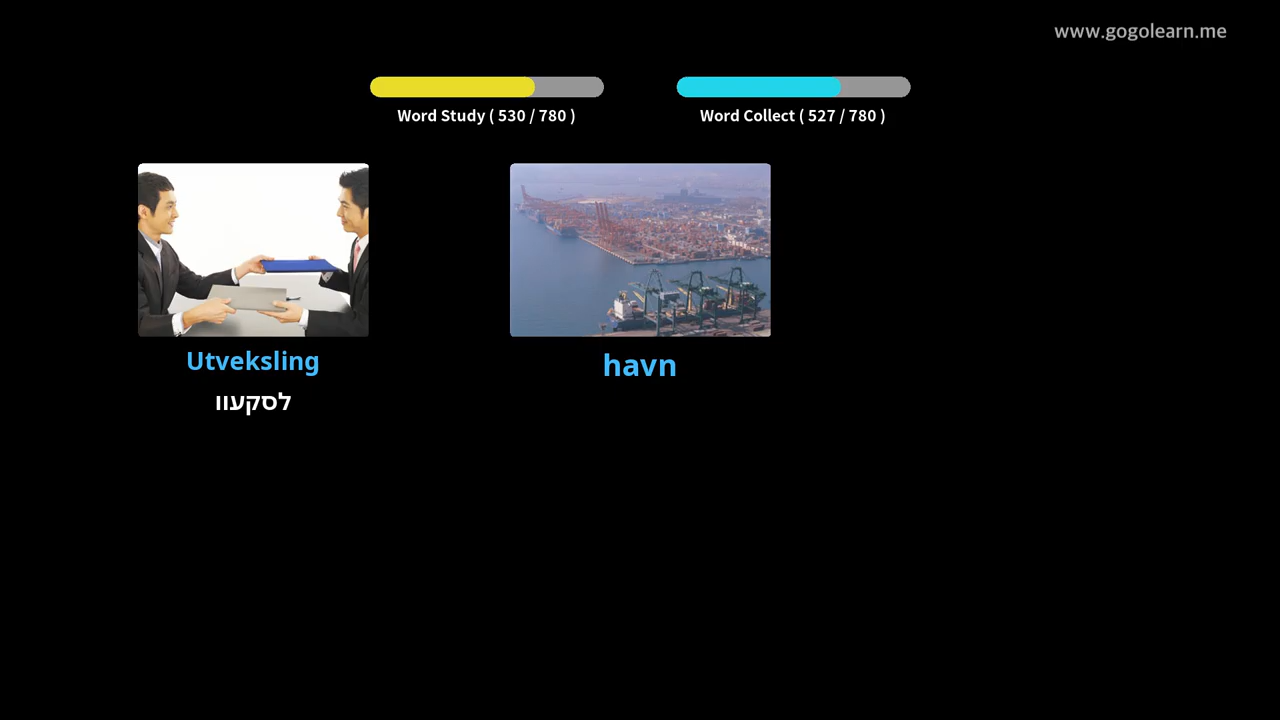 www.gogolearn.me
Word Study ( 530 / 780 )
Word Collect ( 527 / 780 )
Utveksling
לסקעוו
havn